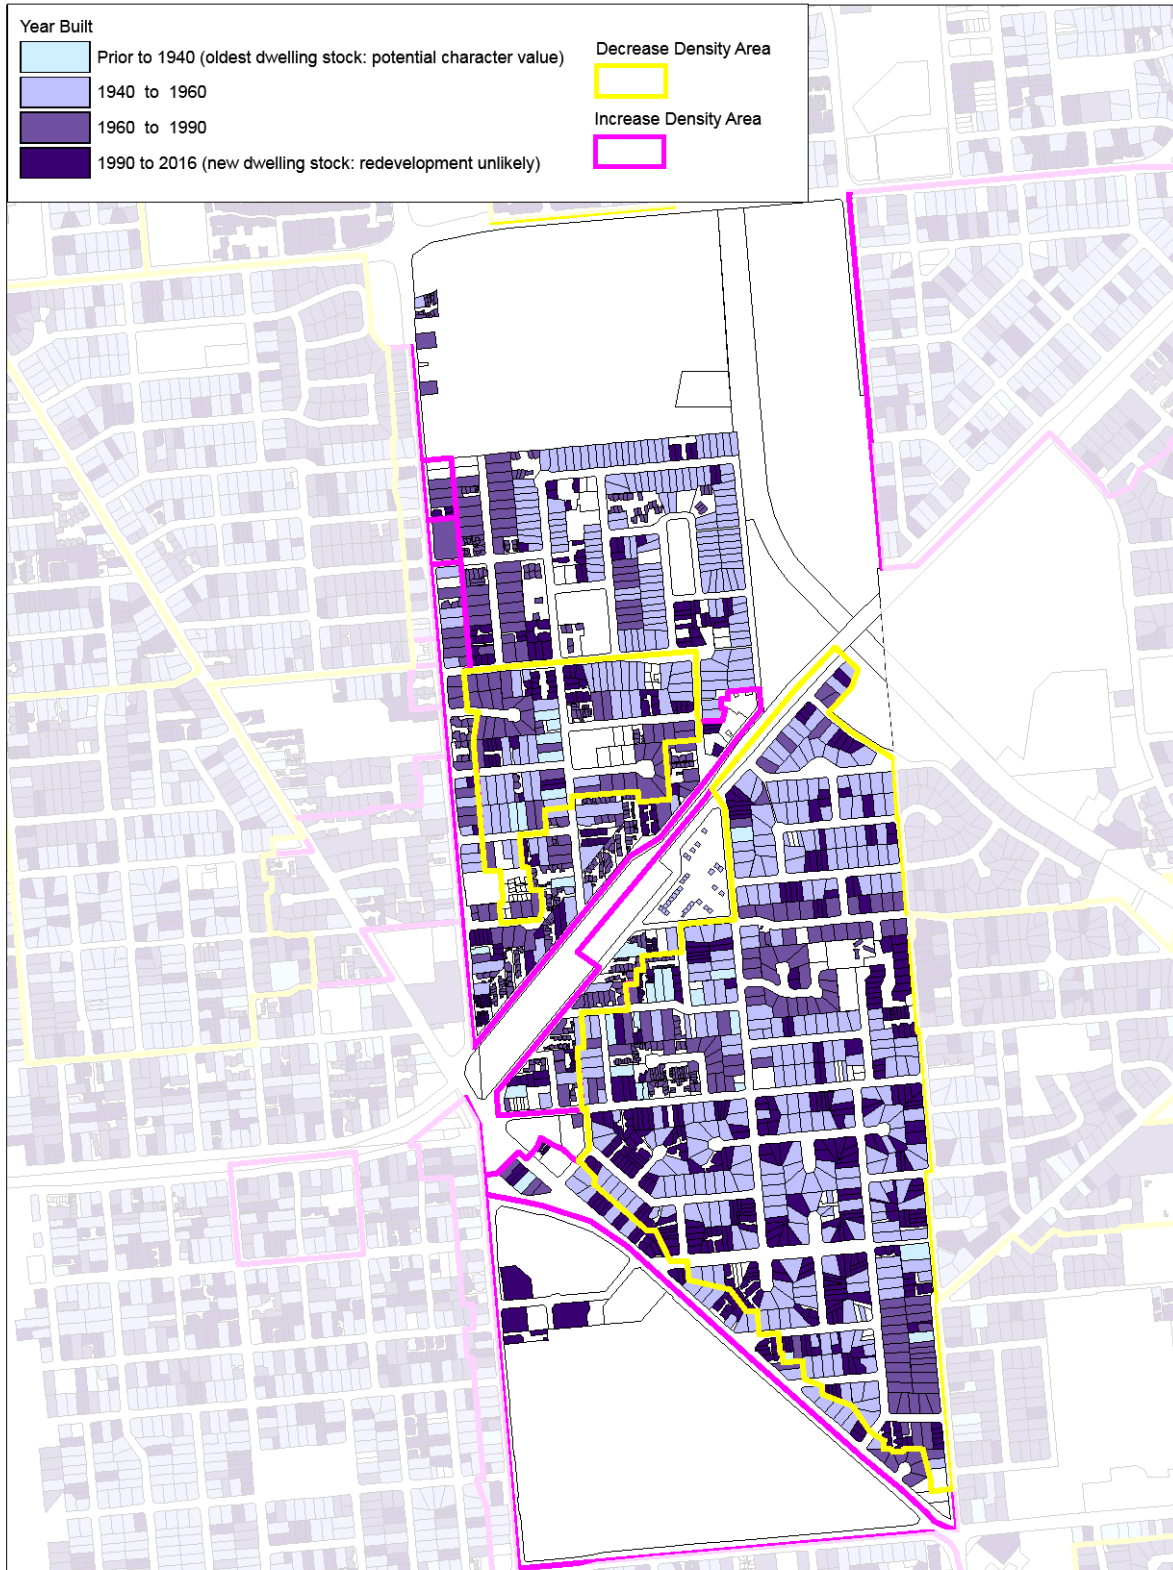 Year Built
Prior to 1940 (oldest dwelling stock: potential character value)
1940 to 1960
1960 to 1990
1990 to 2016 (new dwelling stock: redevelopment unlikely)
Decrease Density Area
Increase Density Area